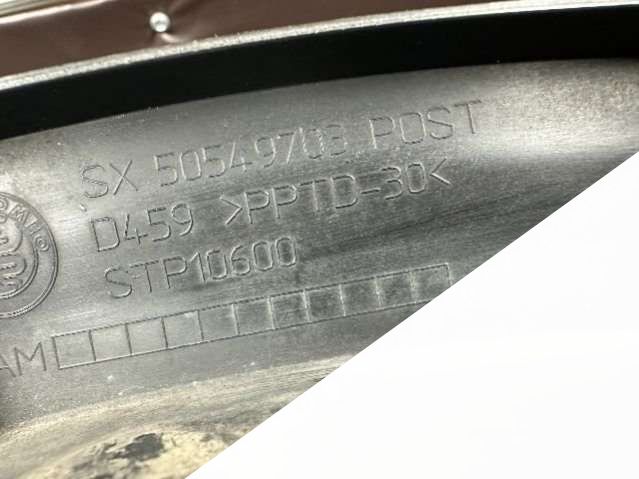 SX 50549703 POST
D459 >PPTD-30<
STP10600
AM